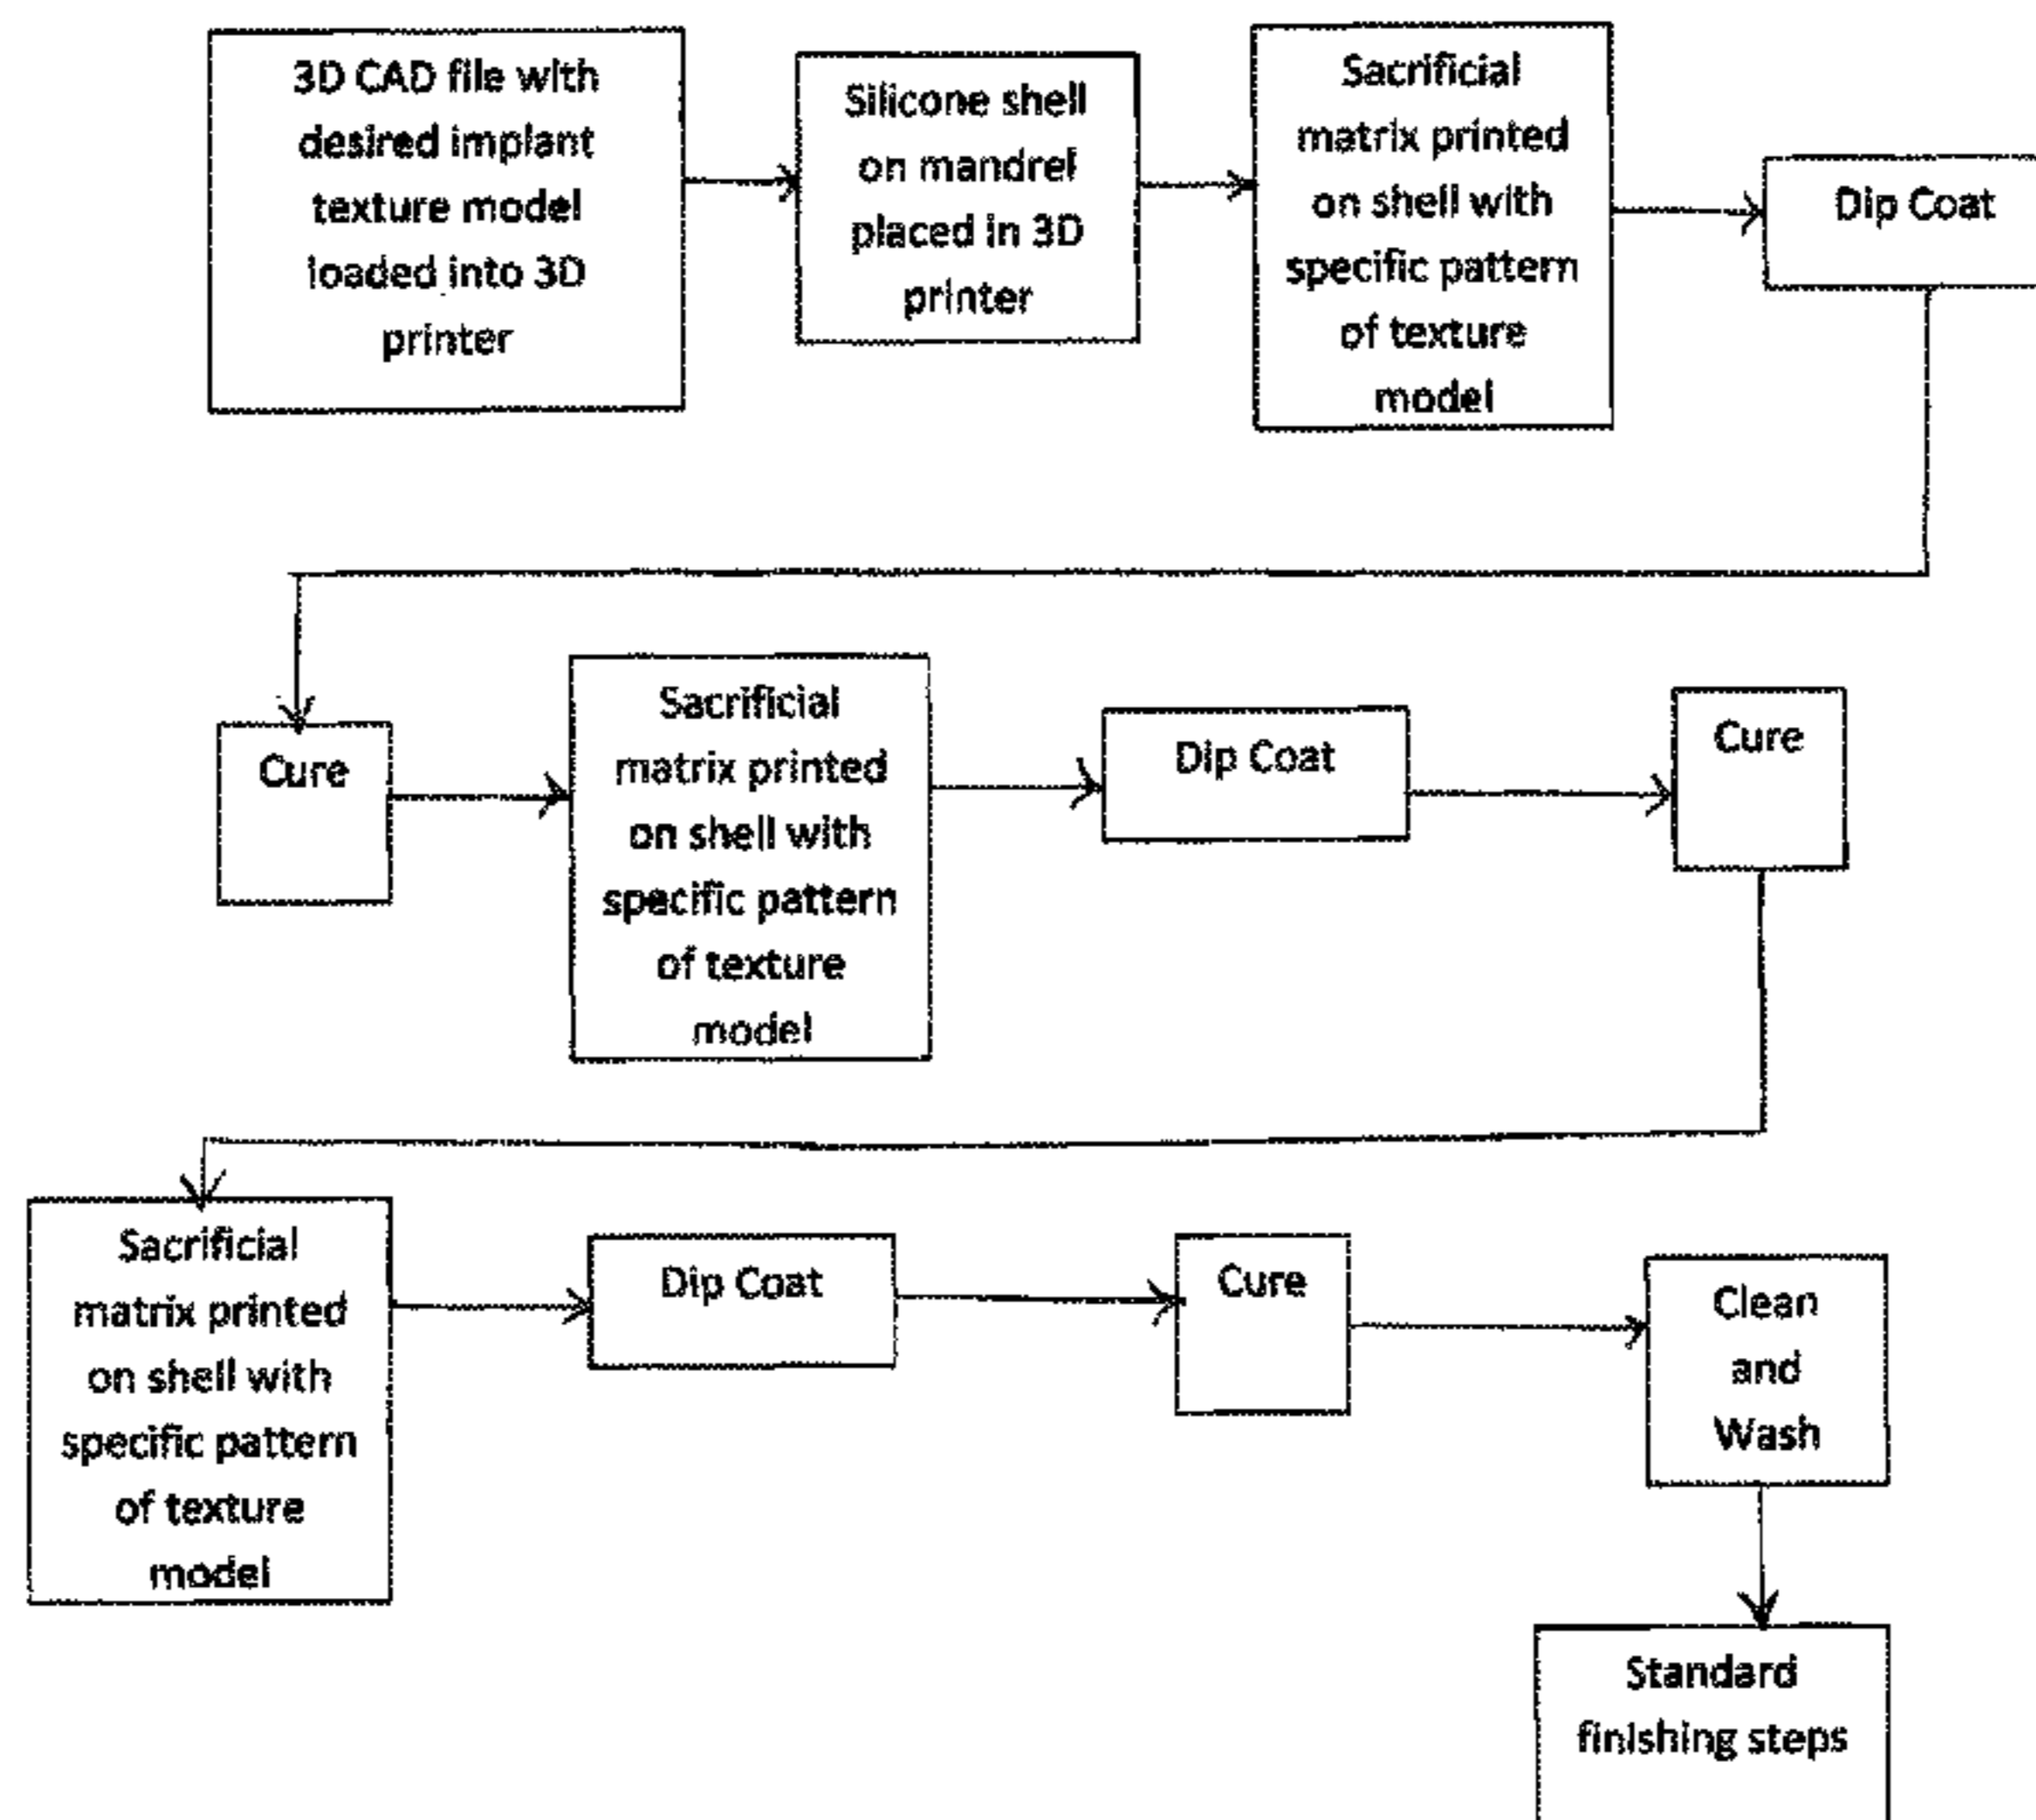 3D CAD file with
desired implant
texture model
loaded into 3D
printer
Silicone shell
on mandrel
placed in 3D
printer
Sacrificial
matrix printed
on shell with
specific pattern
of texture
model
Dip Coat
Cure
Sacrificial
matrix printed
on shell with
specific pattern
of texture
model
Dip Coat
Cure
Sacrificial
matrix printed
on shell with
specific pattern
of texture
model
Dip Coat
Cure
Clean
and
Wash
Standard
finishing steps